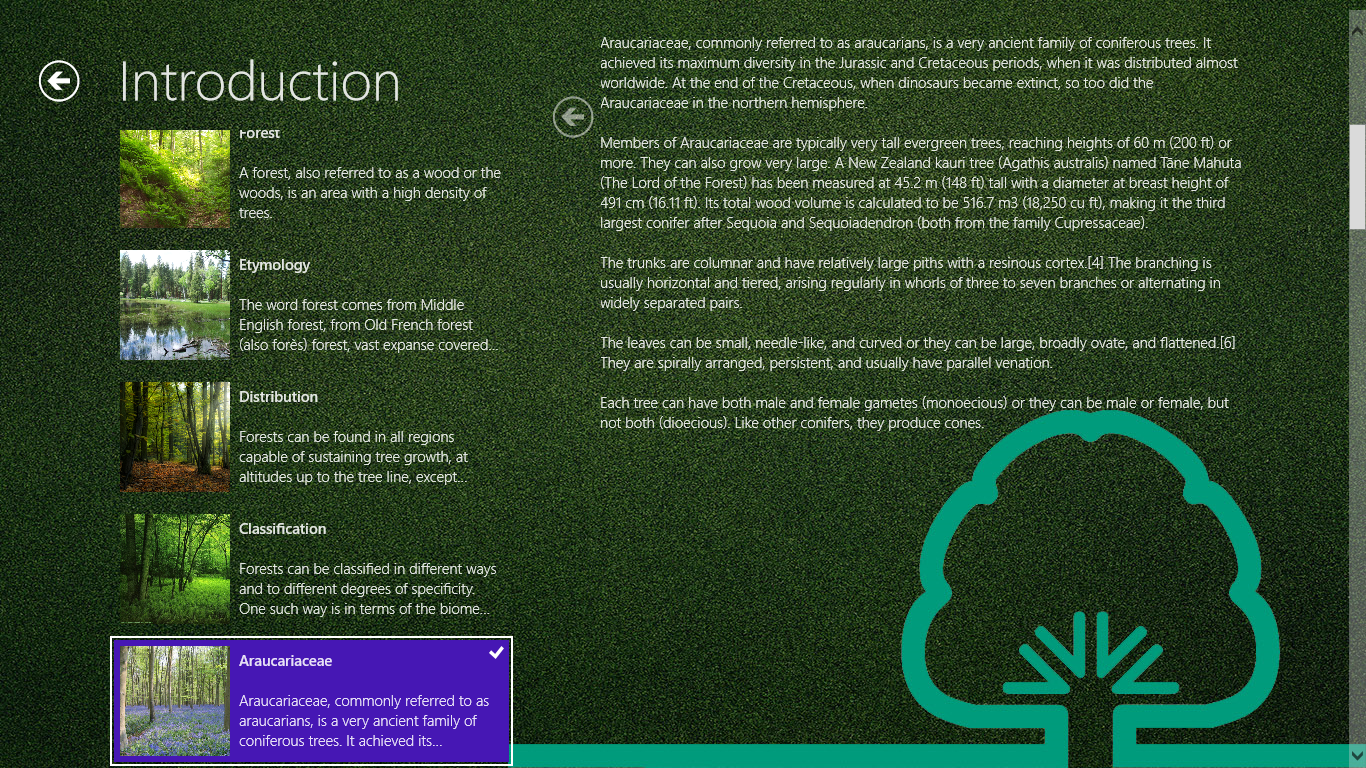 Introduction
Forest
A forest, also referred to as a wood or the
woods, is an area with a high density of
trees.
Etymology
The word forest comes from Middle
English forest, from Old French forest
(also forès) forest, vast expanse covered...
Distribution
Forests can be found in all regions
capable of sustaining tree growth, at
altitudes up to the tree line, except...
Classification
Forests can be classified in different ways
and to different degrees of specificity.
One such way is in terms of the biome...
Araucariaceae
Araucariaceae, commonly referred to as
araucarians, is a very ancient family of
coniferous trees. It achieved its...
Araucariaceae, commonly referred to as araucarians, is a very ancient family of coniferous trees. It
achieved its maximum diversity in the Jurassic and Cretaceous periods, when it was distributed almost
worldwide. At the end of the Cretaceous, when dinosaurs became extinct, so too did the
Araucariaceae in the northern hemisphere.
Members of Araucariaceae are typically very tall evergreen trees, reaching heights of 60 m (200 ft) or
more. They can also grow very large. A New Zealand kauri tree (Agathis australis) named Tāne Mahuta
(The Lord of the Forest) has been measured at 45.2 m (148 ft) tall with a diameter at breast height of
491 cm (16.11 ft). Its total wood volume is calculated to be 516.7 m3 (18,250 cu ft), making it the third
largest conifer after Sequoia and Sequoiadendron (both from the family Cupressaceae).
The trunks are columnar and have relatively large piths with a resinous cortex.[4] The branching is
usually horizontal and tiered, arising regularly in whorls of three to seven branches or alternating in
widely separated pairs.
The leaves can be small, needle-like, and curved or they can be large, broadly ovate, and flattened.[6]
They are spirally arranged, persistent, and usually have parallel venation.
Each tree can have both male and female gametes (monoecious) or they can be male or female, but
not both (dioecious). Like other conifers, they produce cones.